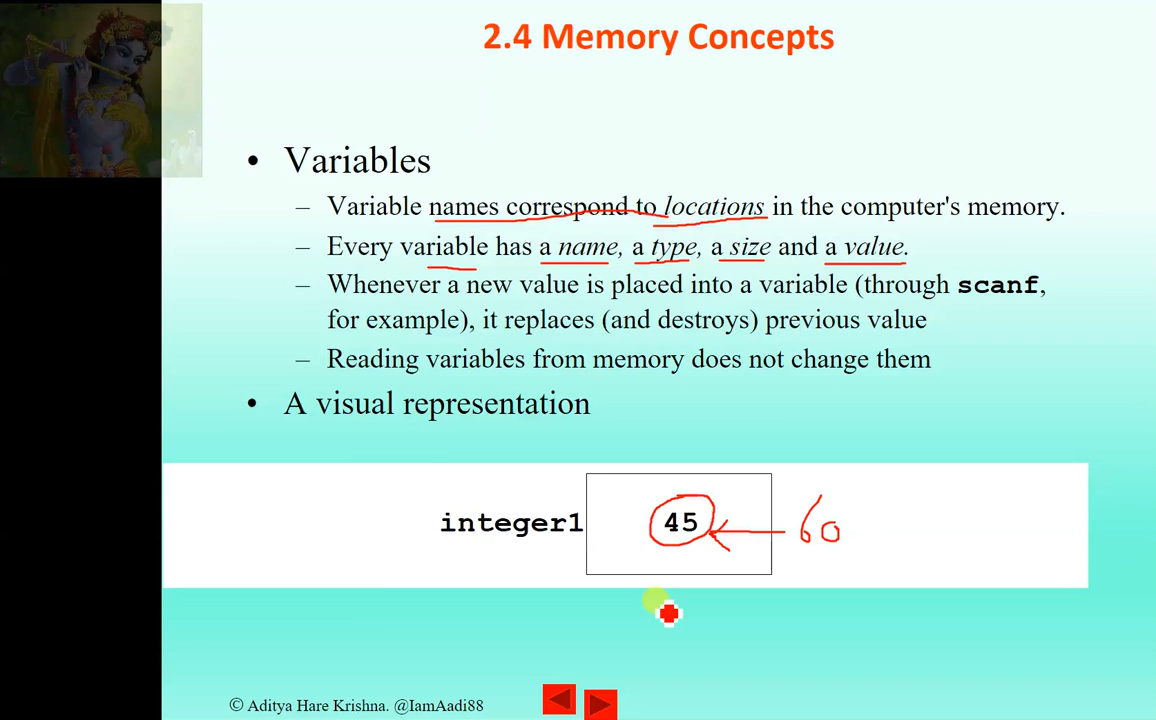 2.4 Memory Concepts
• Variables
– Variable names correspond to locations in the computer's memory.
– Every variable has a name, a type, a size and a value.
– Whenever a new value is placed into a variable (through scanf,
for example), it replaces (and destroys) previous value
– Reading variables from memory does not change them
• A visual representation
integer1 45 60
© Aditya Hare Krishna. @IamAadi88